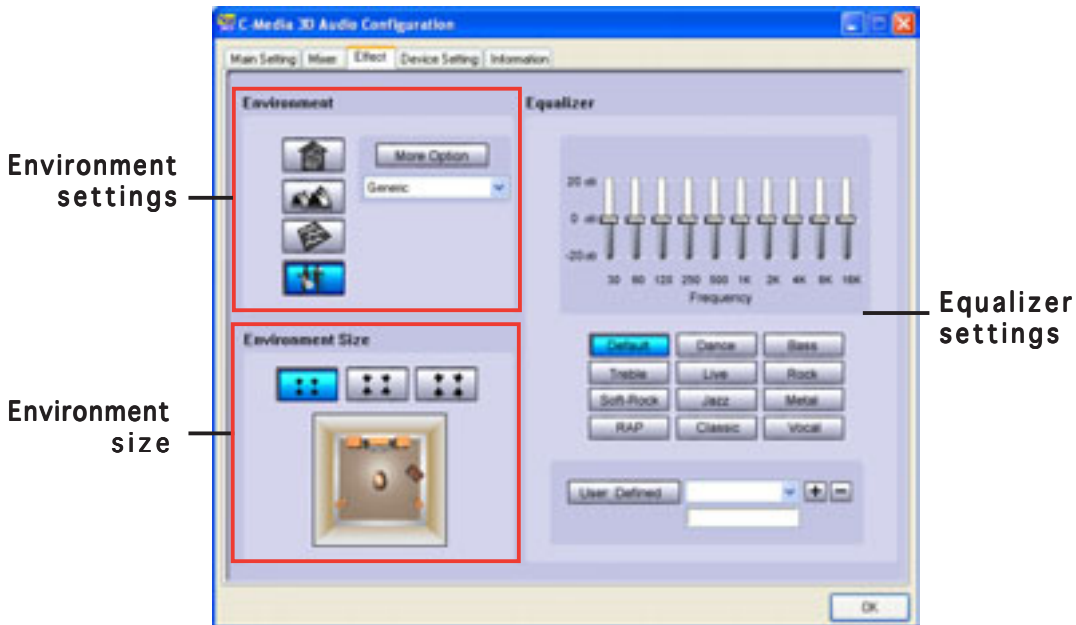 C-Media 3D Audio Configuration
Main Setting Mixer Effect Device Setting Information
Environment
More Option
Generic
Environment Size
Equalizer
20 dB
0 dB
-20 dB
30 60 120 250 500 1K 2K 4K 8K 16K
Frequency
Default Dance Bass
Treble Live Rock
Soft-Rock Jazz Metal
RAP Classic Vocal
User Defined
OK
Environment
settings
Environment
size
Equalizer
settings